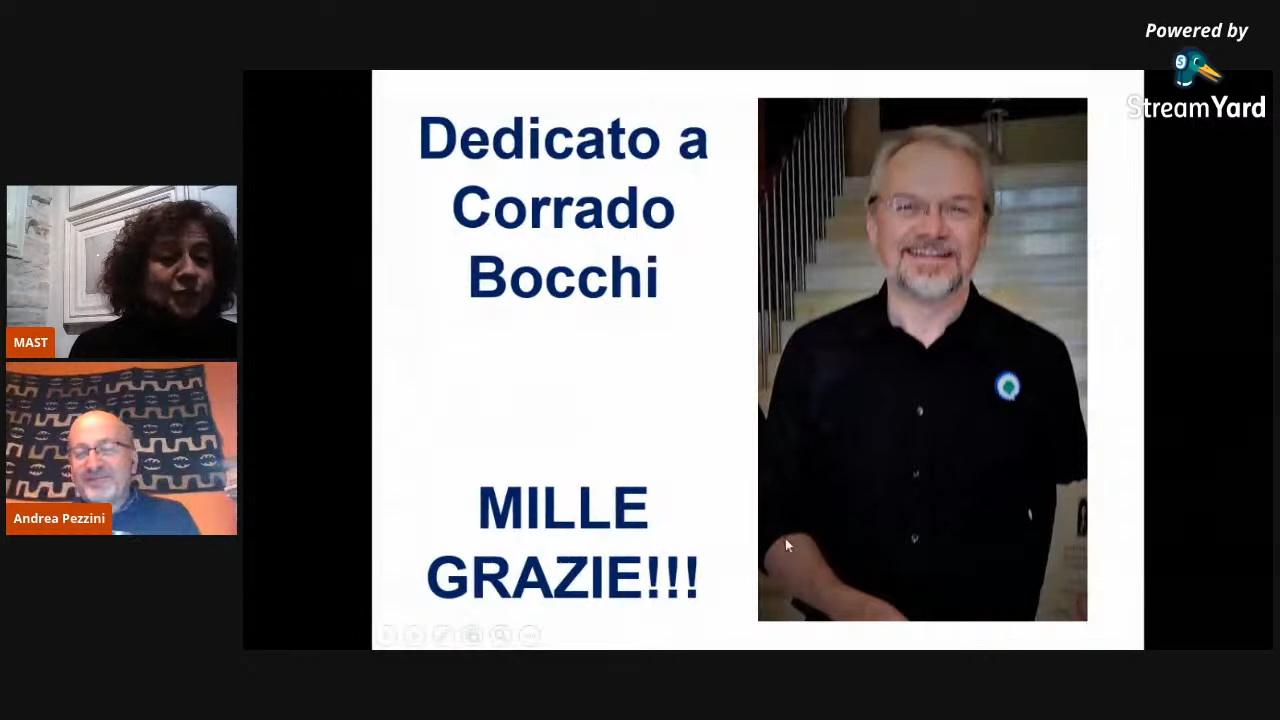 Powered by
StreamYard
Dedicato a
Corrado
Bocchi
MILLE
GRAZIE!!!
MAST
Andrea Pezzini